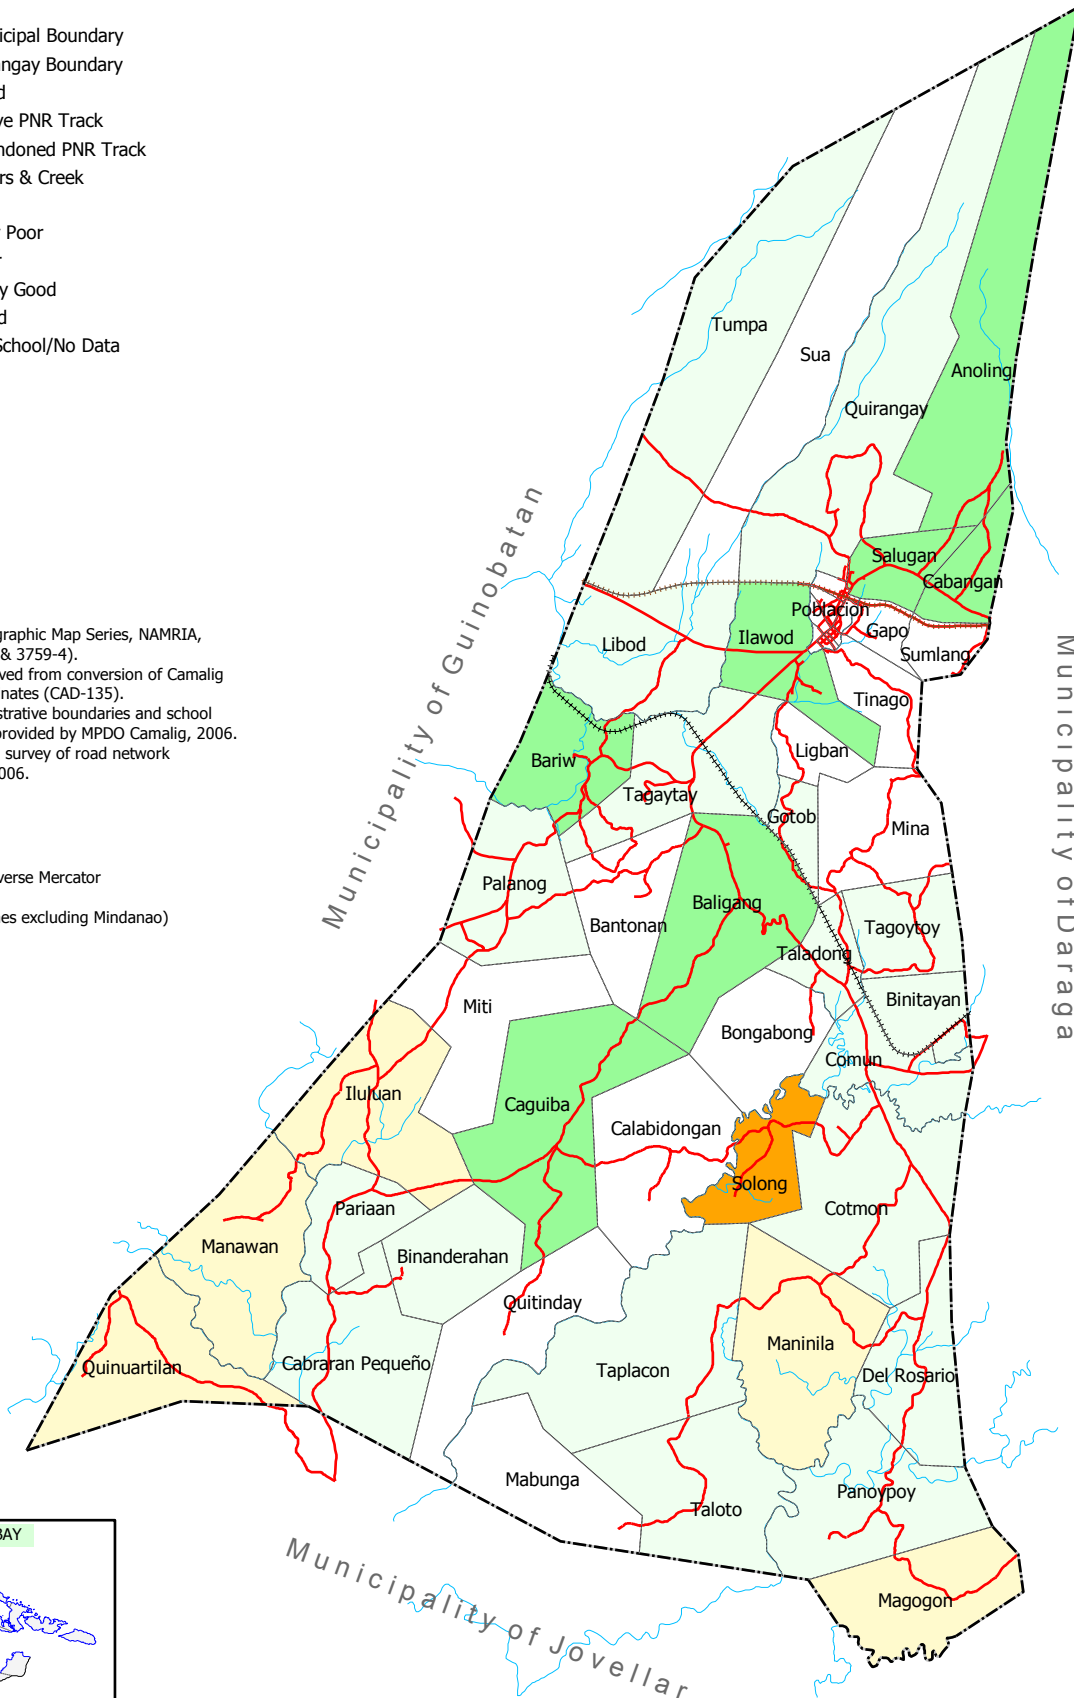 icipal Boundary
angay Boundary
d
ve PNR Track
ndoned PNR Track
rs & Creek
Poor
y Good
d
School/No Data
Tumpa
Sua
Anoling
Quirangay
Salugan
Cabangan
Poblacion
Gapo
Ilawod
Libod
Sumlang
Tinago
Ligban
Bariw
Tagaytay
Gotob
Mina
Palanog
Baligang
Bantonan
Tagoytoy
Taladong
Binitayan
Miti
Bongabong
Comun
Iluluan
Caguiba
Calabidongan
Solong
Pariaan
Cotmon
Manawan
Binanderahan
Quitinday
Maninila
Quinuartilan
Cabraran Pequeño
Taplacon
Del Rosario
Mabunga
Panoypoy
Taloto
Magogon
Municipality of Guinobatan
Municipality of Daraga
Municipality of Jovellar
graphic Map Series, NAMRIA,
& 3759-4).
ved from conversion of Camalig
nates (CAD-135).
strative boundaries and school
provided by MPDO Camalig, 2006.
survey of road network
006.
verse Mercator
nes excluding Mindanao)
BAY